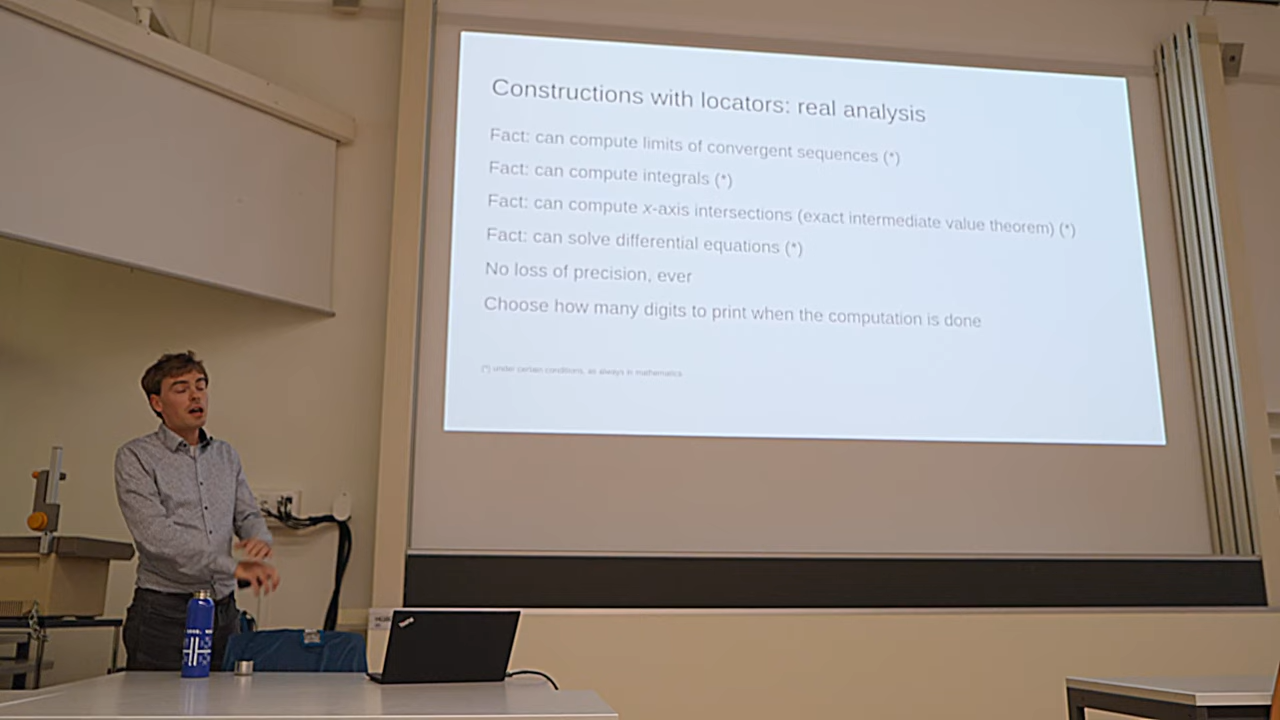 Constructions with locators: real analysis
Fact: can compute limits of convergent sequences (*)
Fact: can compute integrals (*)
Fact: can compute x-axis intersections (exact intermediate value theorem) (*)
Fact: can solve differential equations (*)
No loss of precision, ever
Choose how many digits to print when the computation is done
(*) under certain conditions, as always in mathematics